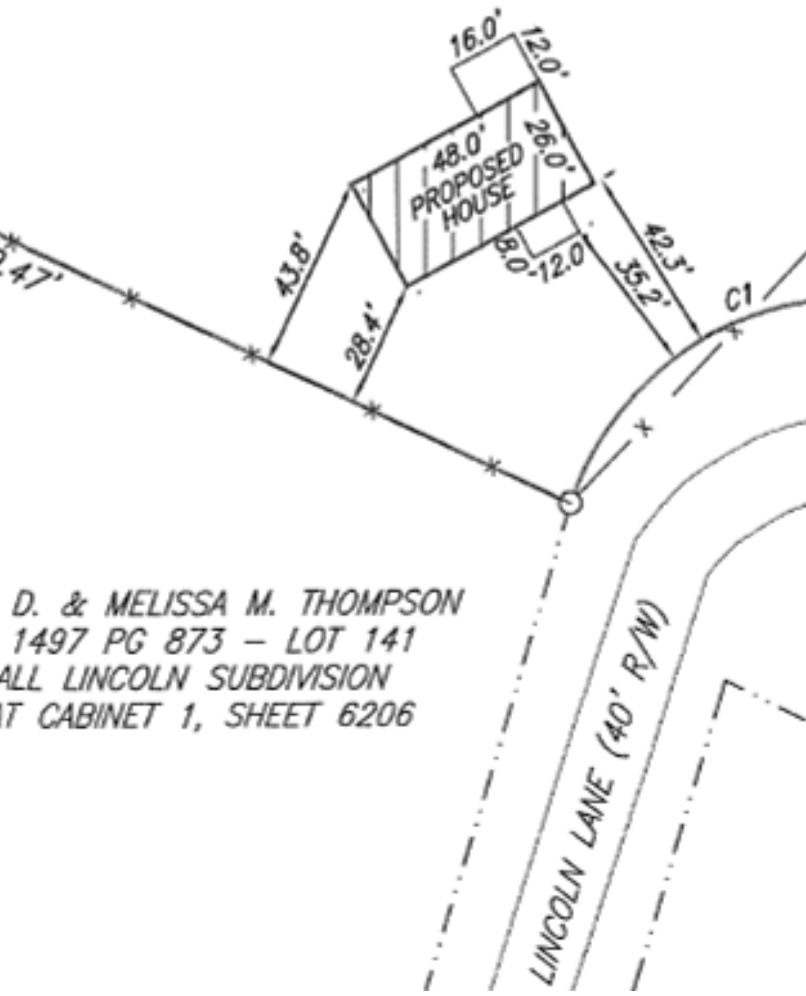 16.0'
12.0'
48.0'
26.0'
PROPOSED
HOUSE
43.8'
28.4'
8.0'
12.0'
42.3'
35.2'
C1
.47'
D. & MELISSA M. THOMPSON
1497 PG 873 – LOT 141
ALL LINCOLN SUBDIVISION
AT CABINET 1, SHEET 6206
LINCOLN LANE (40' R/W)